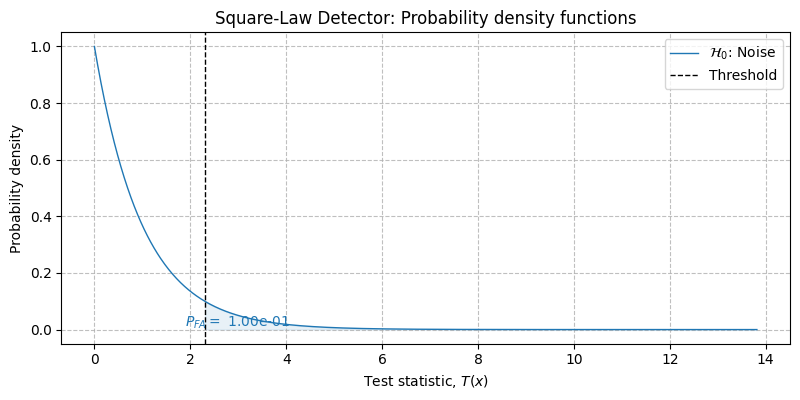 Square-Law Detector: Probability density functions
Probability density
1.0
0.8
0.6
0.4
0.2
0.0
ℋ₀: Noise
Threshold
P_FA = 1.00e-01
0 2 4 6 8 10 12 14
Test statistic, T(x)